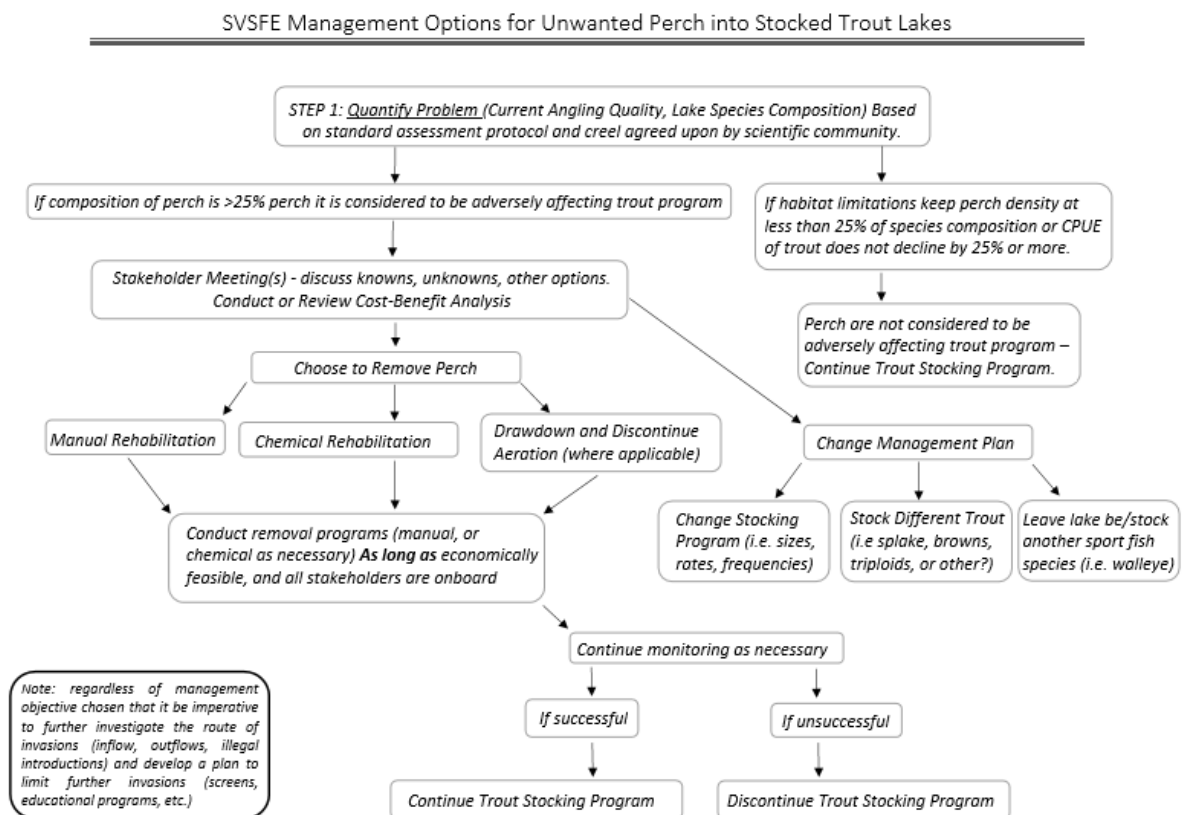 SVSFE Management Options for Unwanted Perch into Stocked Trout Lakes
STEP 1: Quantify Problem (Current Angling Quality, Lake Species Composition) Based
on standard assessment protocol and creel agreed upon by scientific community.
If composition of perch is >25% perch it is considered to be adversely affecting trout program
If habitat limitations keep perch density at
less than 25% of species composition or CPUE
of trout does not decline by 25% or more.
Stakeholder Meeting(s) - discuss knowns, unknowns, other options.
Conduct or Review Cost-Benefit Analysis
Perch are not considered to be
adversely affecting trout program –
Continue Trout Stocking Program.
Choose to Remove Perch
Manual Rehabilitation
Chemical Rehabilitation
Drawdown and Discontinue
Aeration (where applicable)
Change Management Plan
Conduct removal programs (manual, or
chemical as necessary) As long as economically
feasible, and all stakeholders are onboard
Change Stocking
Program (i.e. sizes,
rates, frequencies)
Stock Different Trout
(i.e splake, browns,
triploids, or other?)
Leave lake be/stock
another sport fish
species (i.e. walleye)
Continue monitoring as necessary
If successful
If unsuccessful
Continue Trout Stocking Program
Discontinue Trout Stocking Program
Note: regardless of management
objective chosen that it be imperative
to further investigate the route of
invasions (inflow, outflows, illegal
introductions) and develop a plan to
limit further invasions (screens,
educational programs, etc.)